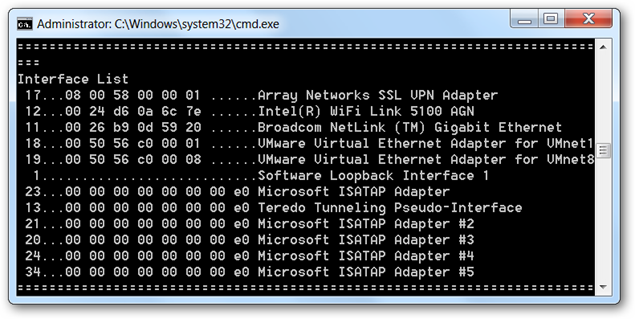 Administrator: C:\Windows\system32\cmd.exe
===========================================================================
===
Interface List
17...08 00 58 00 00 01 ......Array Networks SSL VPN Adapter
12...00 24 d6 0a 6c 7e ......Intel(R) WiFi Link 5100 AGN
11...00 26 b9 0d 59 20 ......Broadcom NetLink (TM) Gigabit Ethernet
18...00 50 56 c0 00 01 ......VMware Virtual Ethernet Adapter for VMnet1
19...00 50 56 c0 00 08 ......VMware Virtual Ethernet Adapter for VMnet8
1...........................Software Loopback Interface 1
23...00 00 00 00 00 00 00 e0 Microsoft ISATAP Adapter
13...00 00 00 00 00 00 00 e0 Teredo Tunneling Pseudo-Interface
21...00 00 00 00 00 00 00 e0 Microsoft ISATAP Adapter #2
20...00 00 00 00 00 00 00 e0 Microsoft ISATAP Adapter #3
24...00 00 00 00 00 00 00 e0 Microsoft ISATAP Adapter #4
34...00 00 00 00 00 00 00 e0 Microsoft ISATAP Adapter #5
===========================================================================